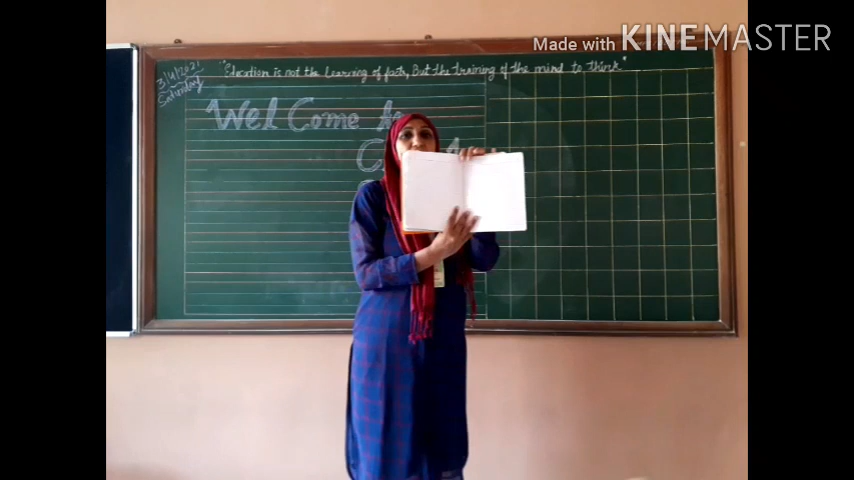 Made with KINEMASTER
"Education is not the learning of facts, But the training of the mind to think"
3/4/2021
Saturday
Wel Come to